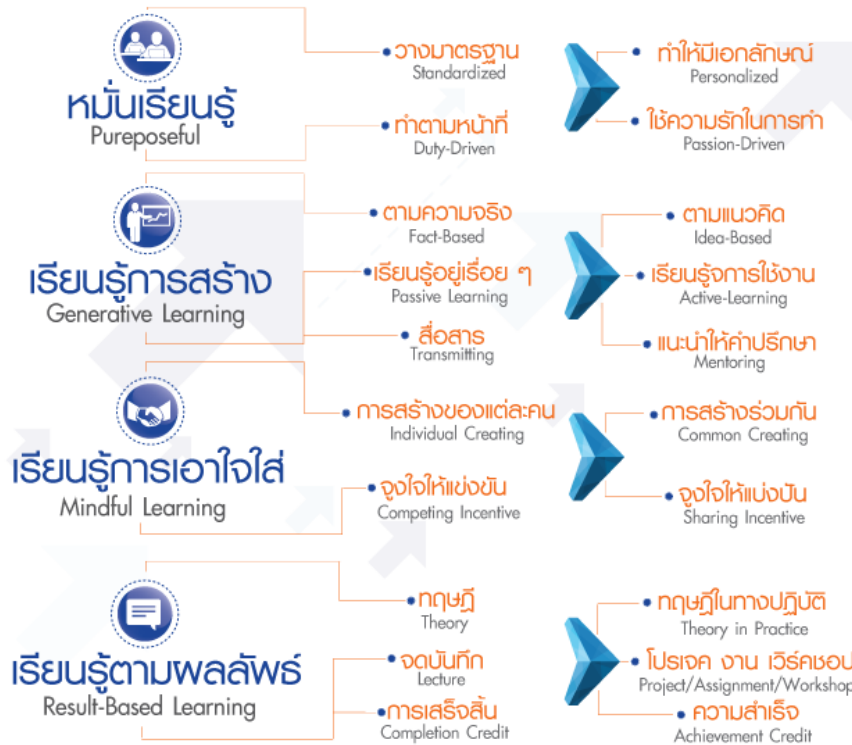 หมั่นเรียนรู้
Pureposeful
วางมาตรฐาน
Standardized
ทำให้มีเอกลักษณ์
Personalized
ทำตามหน้าที่
Duty-Driven
ใช้ความรักในการทำ
Passion-Driven
เรียนรู้การสร้าง
Generative Learning
ตามความจริง
Fact-Based
ตามแนวคิด
Idea-Based
เรียนรู้อยู่เรื่อย ๆ
Passive Learning
เรียนรู้จการใช้งาน
Active-Learning
สื่อสาร
Transmitting
แนะนำให้คำปรึกษา
Mentoring
เรียนรู้การเอาใจใส่
Mindful Learning
การสร้างของแต่ละคน
Individual Creating
การสร้างร่วมกัน
Common Creating
จูงใจให้แข่งขัน
Competing Incentive
จูงใจให้แบ่งปัน
Sharing Incentive
เรียนรู้ตามผลลัพธ์
Result-Based Learning
ทฤษฎี
Theory
ทฤษฎีในทางปฏิบัติ
Theory in Practice
จดบันทึก
Lecture
โปรเจค งาน เวิร์คชอป
Project/Assignment/Workshop
การเสร็จสิ้น
Completion Credit
ความสำเร็จ
Achievement Credit